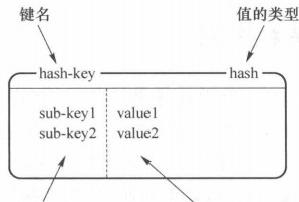 键名 值的类型
hash-key hash
sub-key1 value1
sub-key2 value2